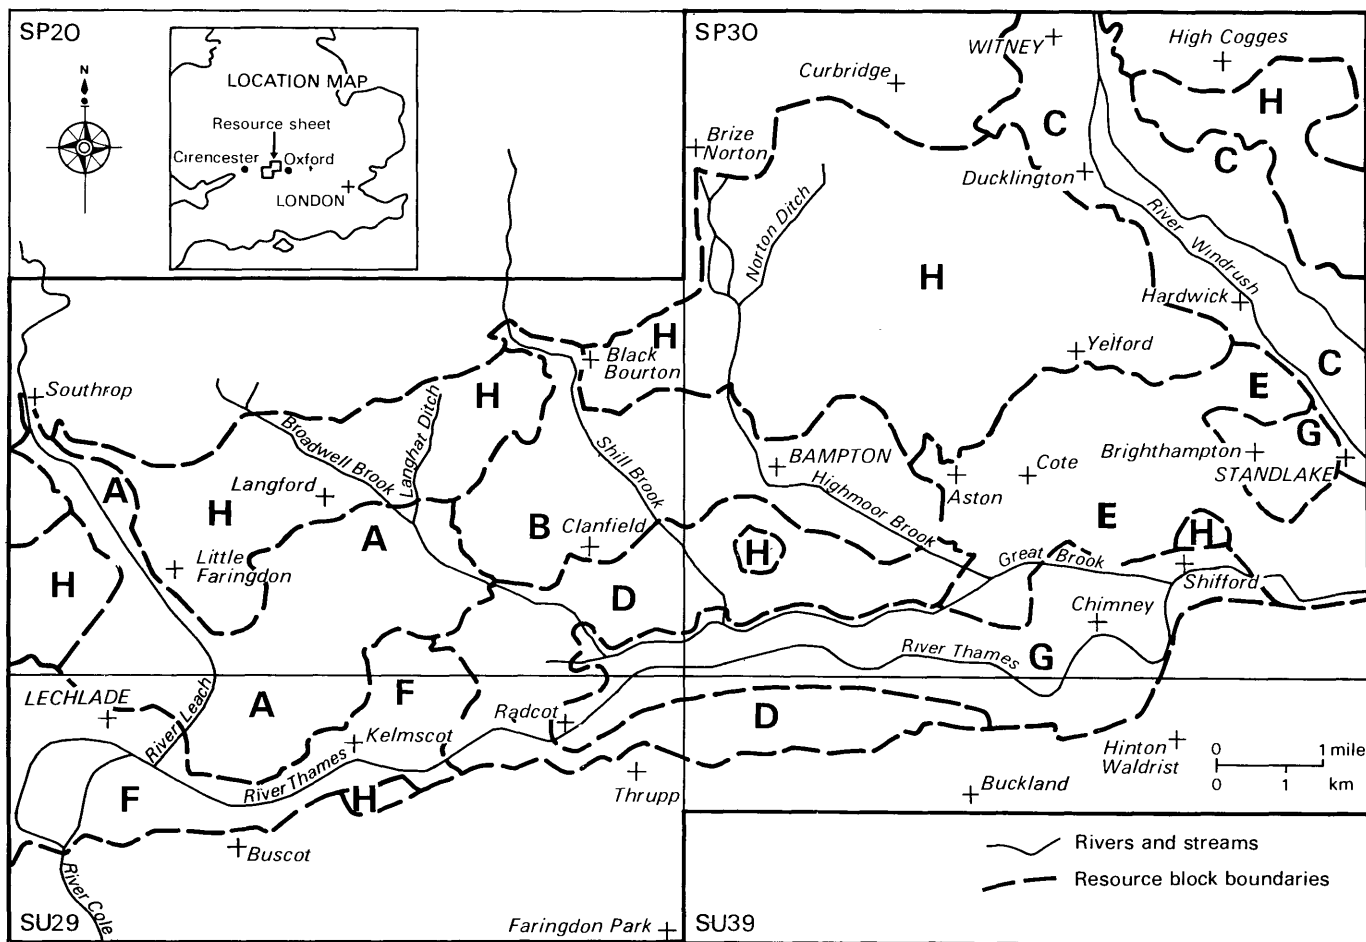 SP20
SP30
N
LOCATION MAP
Resource sheet
Cirencester
Oxford
LONDON
WITNEY
High Cogges
Curbridge
H
C
Brize
Norton
C
Ducklington
Norton Ditch
River Windrush
H
Hardwick
H
Black
Bourton
Yelford
C
Southrop
H
E
Broadwell Brook
Langhat Ditch
Shill Brook
G
BAMPTON
Cote
Brighthampton
STANDLAKE
Aston
A
Langford
H
Highmoor Brook
A
B
Clanfield
E
H
H
Great Brook
Little
Faringdon
H
Shifford
D
Chimney
River Thames
G
LECHLADE
River Leach
A
F
Radcot
D
Kelmscot
Hinton
Waldrist
0 1 mile
0 1 km
River Thames
F
H
Thrupp
Buckland
Buscot
River Cole
Rivers and streams
Resource block boundaries
SU29
Faringdon Park
SU39